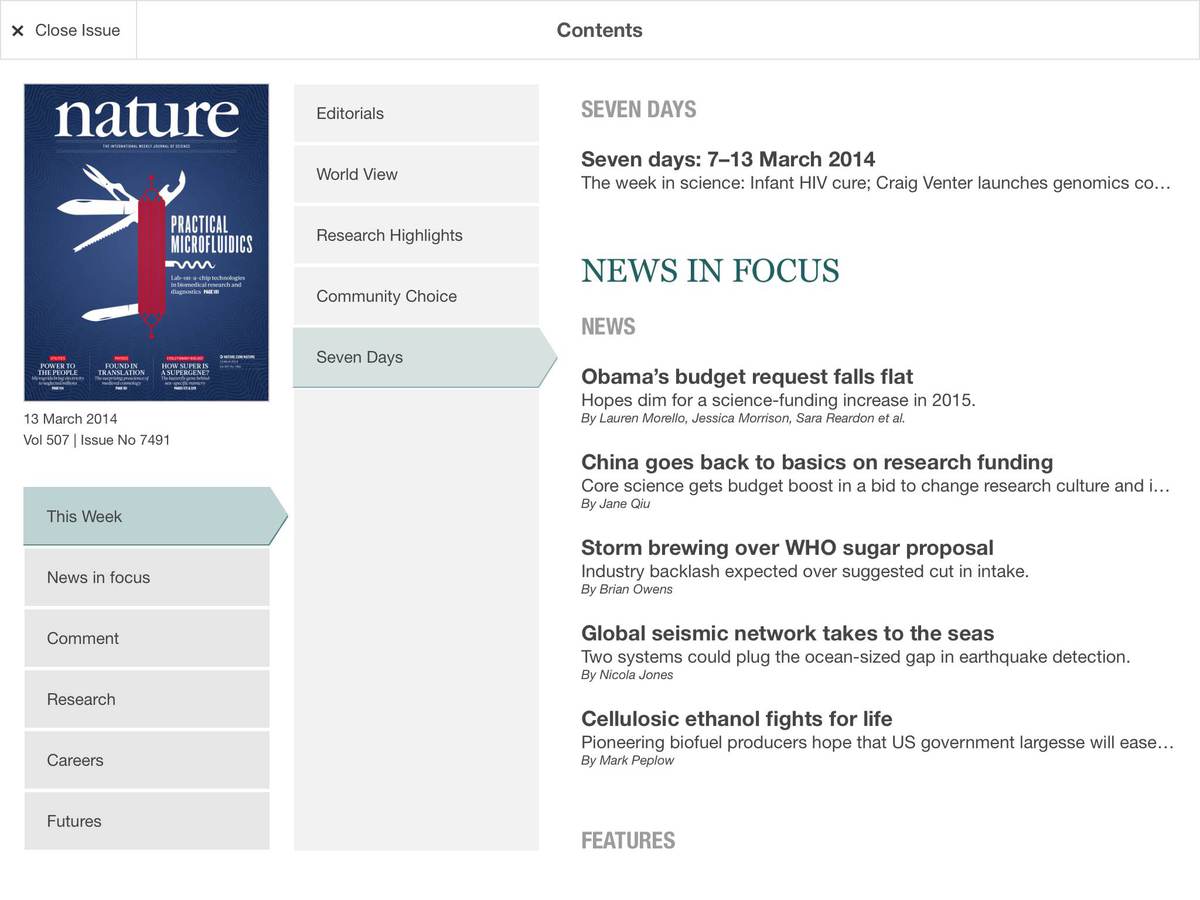 × Close Issue
Contents
nature
THE INTERNATIONAL WEEKLY JOURNAL OF SCIENCE
PRACTICAL
MICROFLUIDICS
Lab-on-a-chip technologies
in biomedical research and
diagnostics
POWER TO
THE PEOPLE
FOUND IN
TRANSLATION
HOW SUPER IS
A SUPERGENE?
13 March 2014
Vol 507 | Issue No 7491
This Week
News in focus
Comment
Research
Careers
Futures
Editorials
World View
Research Highlights
Community Choice
Seven Days
SEVEN DAYS
Seven days: 7–13 March 2014
The week in science: Infant HIV cure; Craig Venter launches genomics co…
NEWS IN FOCUS
NEWS
Obama’s budget request falls flat
Hopes dim for a science-funding increase in 2015.
By Lauren Morello, Jessica Morrison, Sara Reardon et al.
China goes back to basics on research funding
Core science gets budget boost in a bid to change research culture and i…
By Jane Qiu
Storm brewing over WHO sugar proposal
Industry backlash expected over suggested cut in intake.
By Brian Owens
Global seismic network takes to the seas
Two systems could plug the ocean-sized gap in earthquake detection.
By Nicola Jones
Cellulosic ethanol fights for life
Pioneering biofuel producers hope that US government largesse will ease…
By Mark Peplow
FEATURES